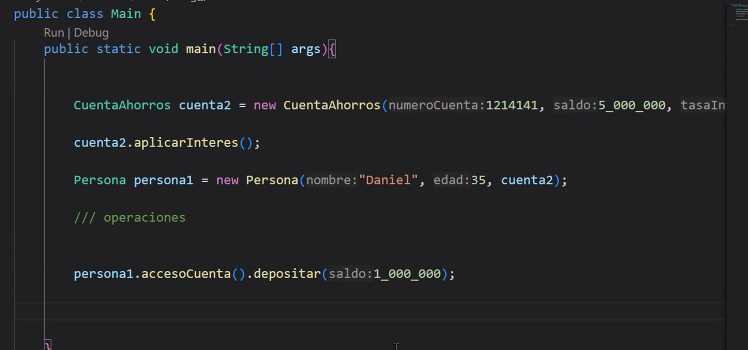 public class Main {
Run | Debug
public static void main(String[] args){
CuentaAhorros cuenta2 = new CuentaAhorros(numeroCuenta:1214141, saldo:5_000_000, tasaIn
cuenta2.aplicarInteres();
Persona persona1 = new Persona(nombre:"Daniel", edad:35, cuenta2);
/// operaciones
persona1.accesoCuenta().depositar(saldo:1_000_000);
}